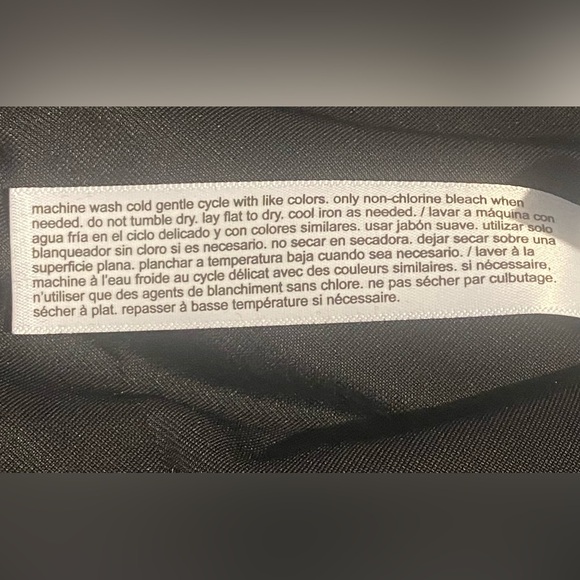 machine wash cold gentle cycle with like colors. only non-chlorine bleach when
needed. do not tumble dry. lay flat to dry. cool iron as needed. / lavar a máquina con
agua fría en el ciclo delicado y con colores similares. usar jabón suave. utilizar solo
blanqueador sin cloro si es necesario. no secar en secadora. dejar secar sobre una
superficie plana. planchar a temperatura baja cuando sea necesario. / laver à la
machine à l'eau froide au cycle délicat avec des couleurs similaires. si nécessaire,
n'utiliser que des agents de blanchiment sans chlore. ne pas sécher par culbutage.
sécher à plat. repasser à basse température si nécessaire.